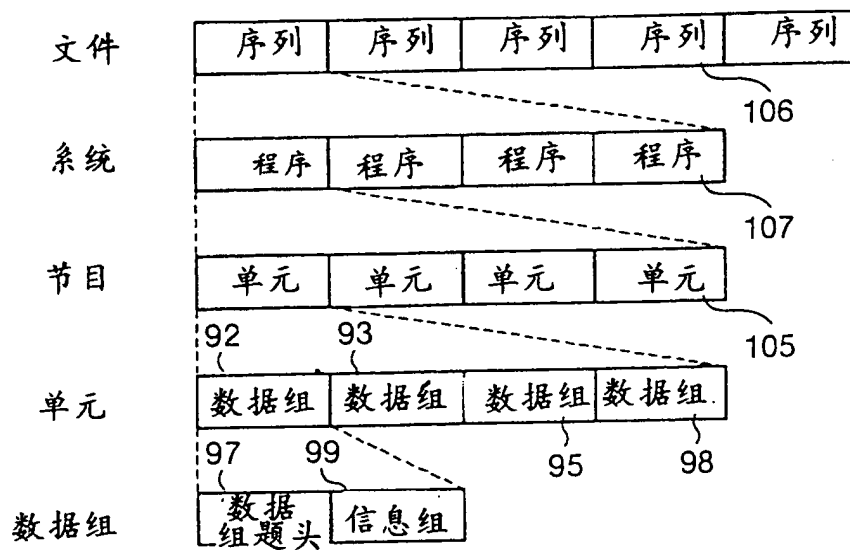 文件 序列 序列 序列 序列 序列
106
系统 程序 程序 程序 程序
107
节目 单元 单元 单元 单元
92 93 105
单元 数据组 数据组 数据组 数据组
97 99 95 98
数据组 数据 信息组
组题头